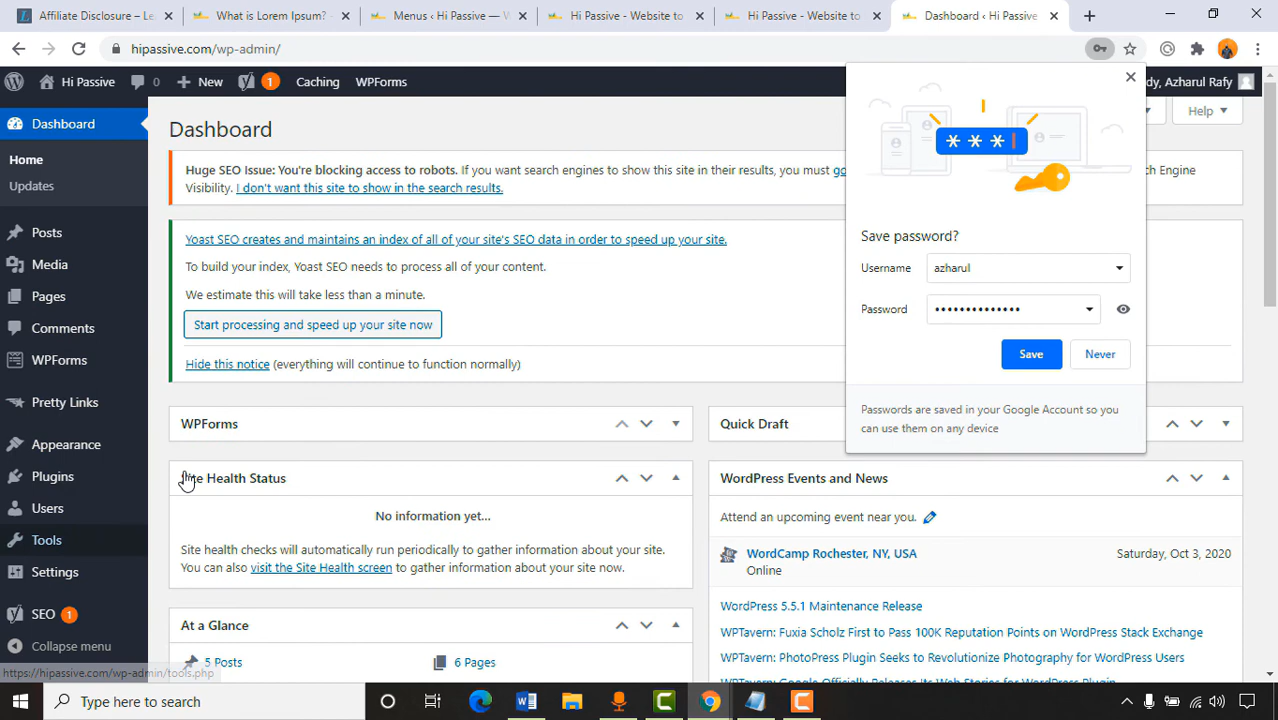 Affiliate Disclosure – Le
What is Lorem Ipsum?
Menus ‹ Hi Passive — W
Hi Passive - Website to
Hi Passive - Website to
Dashboard ‹ Hi Passive
hipassive.com/wp-admin/
Hi Passive
0
New
1
Caching
WPForms
dy, Azharul Rafy
Dashboard
Home
Updates
Posts
Media
Pages
Comments
WPForms
Pretty Links
Appearance
Plugins
Users
Tools
Settings
SEO 1
Collapse menu
https://hipassive.com/wp-admin/tools.php
Dashboard
Help
Huge SEO Issue: You're blocking access to robots. If you want search engines to show this site in their results, you must go
h Engine
Visibility. I don't want this site to show in the search results.
Yoast SEO creates and maintains an index of all of your site's SEO data in order to speed up your site.
To build your index, Yoast SEO needs to process all of your content.
We estimate this will take less than a minute.
Start processing and speed up your site now
Hide this notice (everything will continue to function normally)
***
Save password?
Username
azharul
Password
••••••••••••••
Save
Never
Passwords are saved in your Google Account so you
can use them on any device
WPForms
Site Health Status
No information yet...
Site health checks will automatically run periodically to gather information about your site.
You can also visit the Site Health screen to gather information about your site now.
At a Glance
5 Posts
6 Pages
Quick Draft
WordPress Events and News
Attend an upcoming event near you.
WordCamp Rochester, NY, USA
Saturday, Oct 3, 2020
Online
WordPress 5.5.1 Maintenance Release
WPTavern: Fuxia Scholz First to Pass 100K Reputation Points on WordPress Stack Exchange
WPTavern: PhotoPress Plugin Seeks to Revolutionize Photography for WordPress Users
WPTavern: Google Officially Releases Its Web Stories for WordPress Plugin
Type here to search